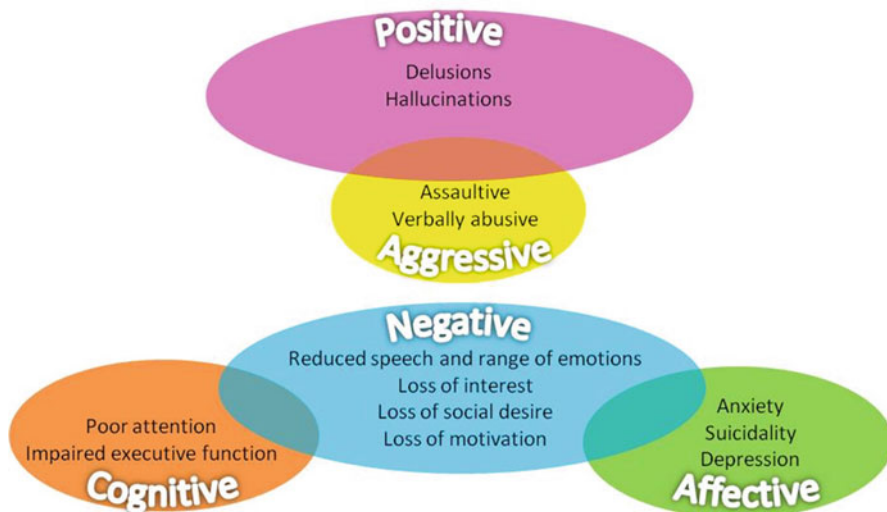 Positive
Delusions
Hallucinations
Assaultive
Verbally abusive
Aggressive
Negative
Reduced speech and range of emotions
Loss of interest
Loss of social desire
Loss of motivation
Poor attention
Impaired executive function
Cognitive
Anxiety
Suicidality
Depression
Affective